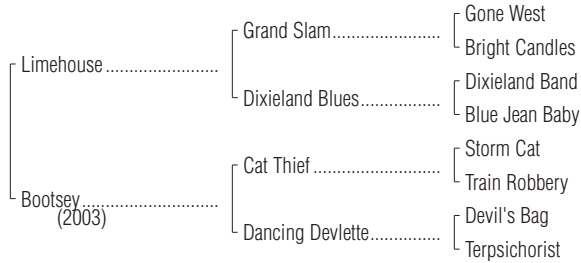 Gone West
Grand Slam....................
Bright Candles
Limehouse .....................
Dixieland Band
Dixieland Blues...............
Blue Jean Baby
Storm Cat
Cat Thief .......................
Train Robbery
Bootsey.........................
(2003)
Devil's Bag
Dancing Devlette.............
Terpsichorist